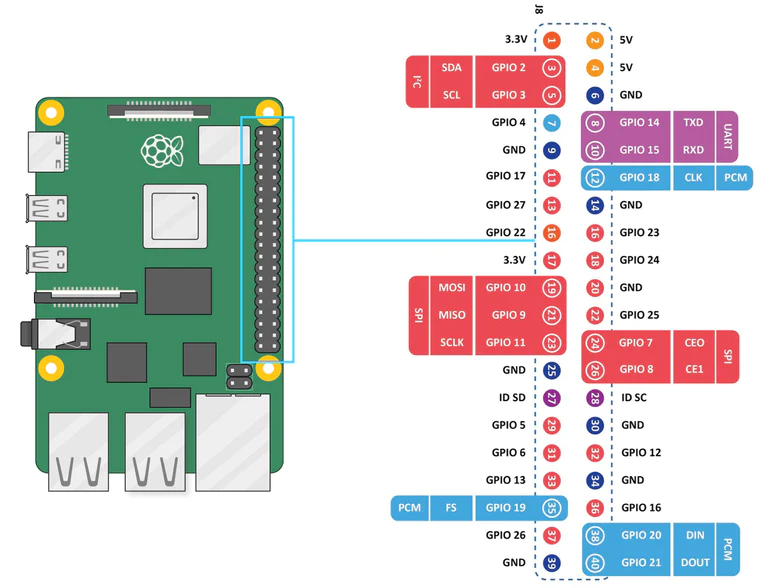 J8
3.3V 1 2 5V
I²C SDA GPIO 2 3 4 5V
SCL GPIO 3 5 6 GND
GPIO 4 7 8 GPIO 14 TXD UART
GND 9 10 GPIO 15 RXD
GPIO 17 11 12 GPIO 18 CLK PCM
GPIO 27 13 14 GND
GPIO 22 16 16 GPIO 23
3.3V 17 18 GPIO 24
SPI MOSI GPIO 10 19 20 GND
MISO GPIO 9 21 22 GPIO 25
SCLK GPIO 11 23 24 GPIO 7 CEO SPI
GND 25 26 GPIO 8 CE1
ID SD 27 28 ID SC
GPIO 5 29 30 GND
GPIO 6 31 32 GPIO 12
GPIO 13 33 34 GND
PCM FS GPIO 19 35 36 GPIO 16
GPIO 26 37 38 GPIO 20 DIN PCM
GND 39 40 GPIO 21 DOUT